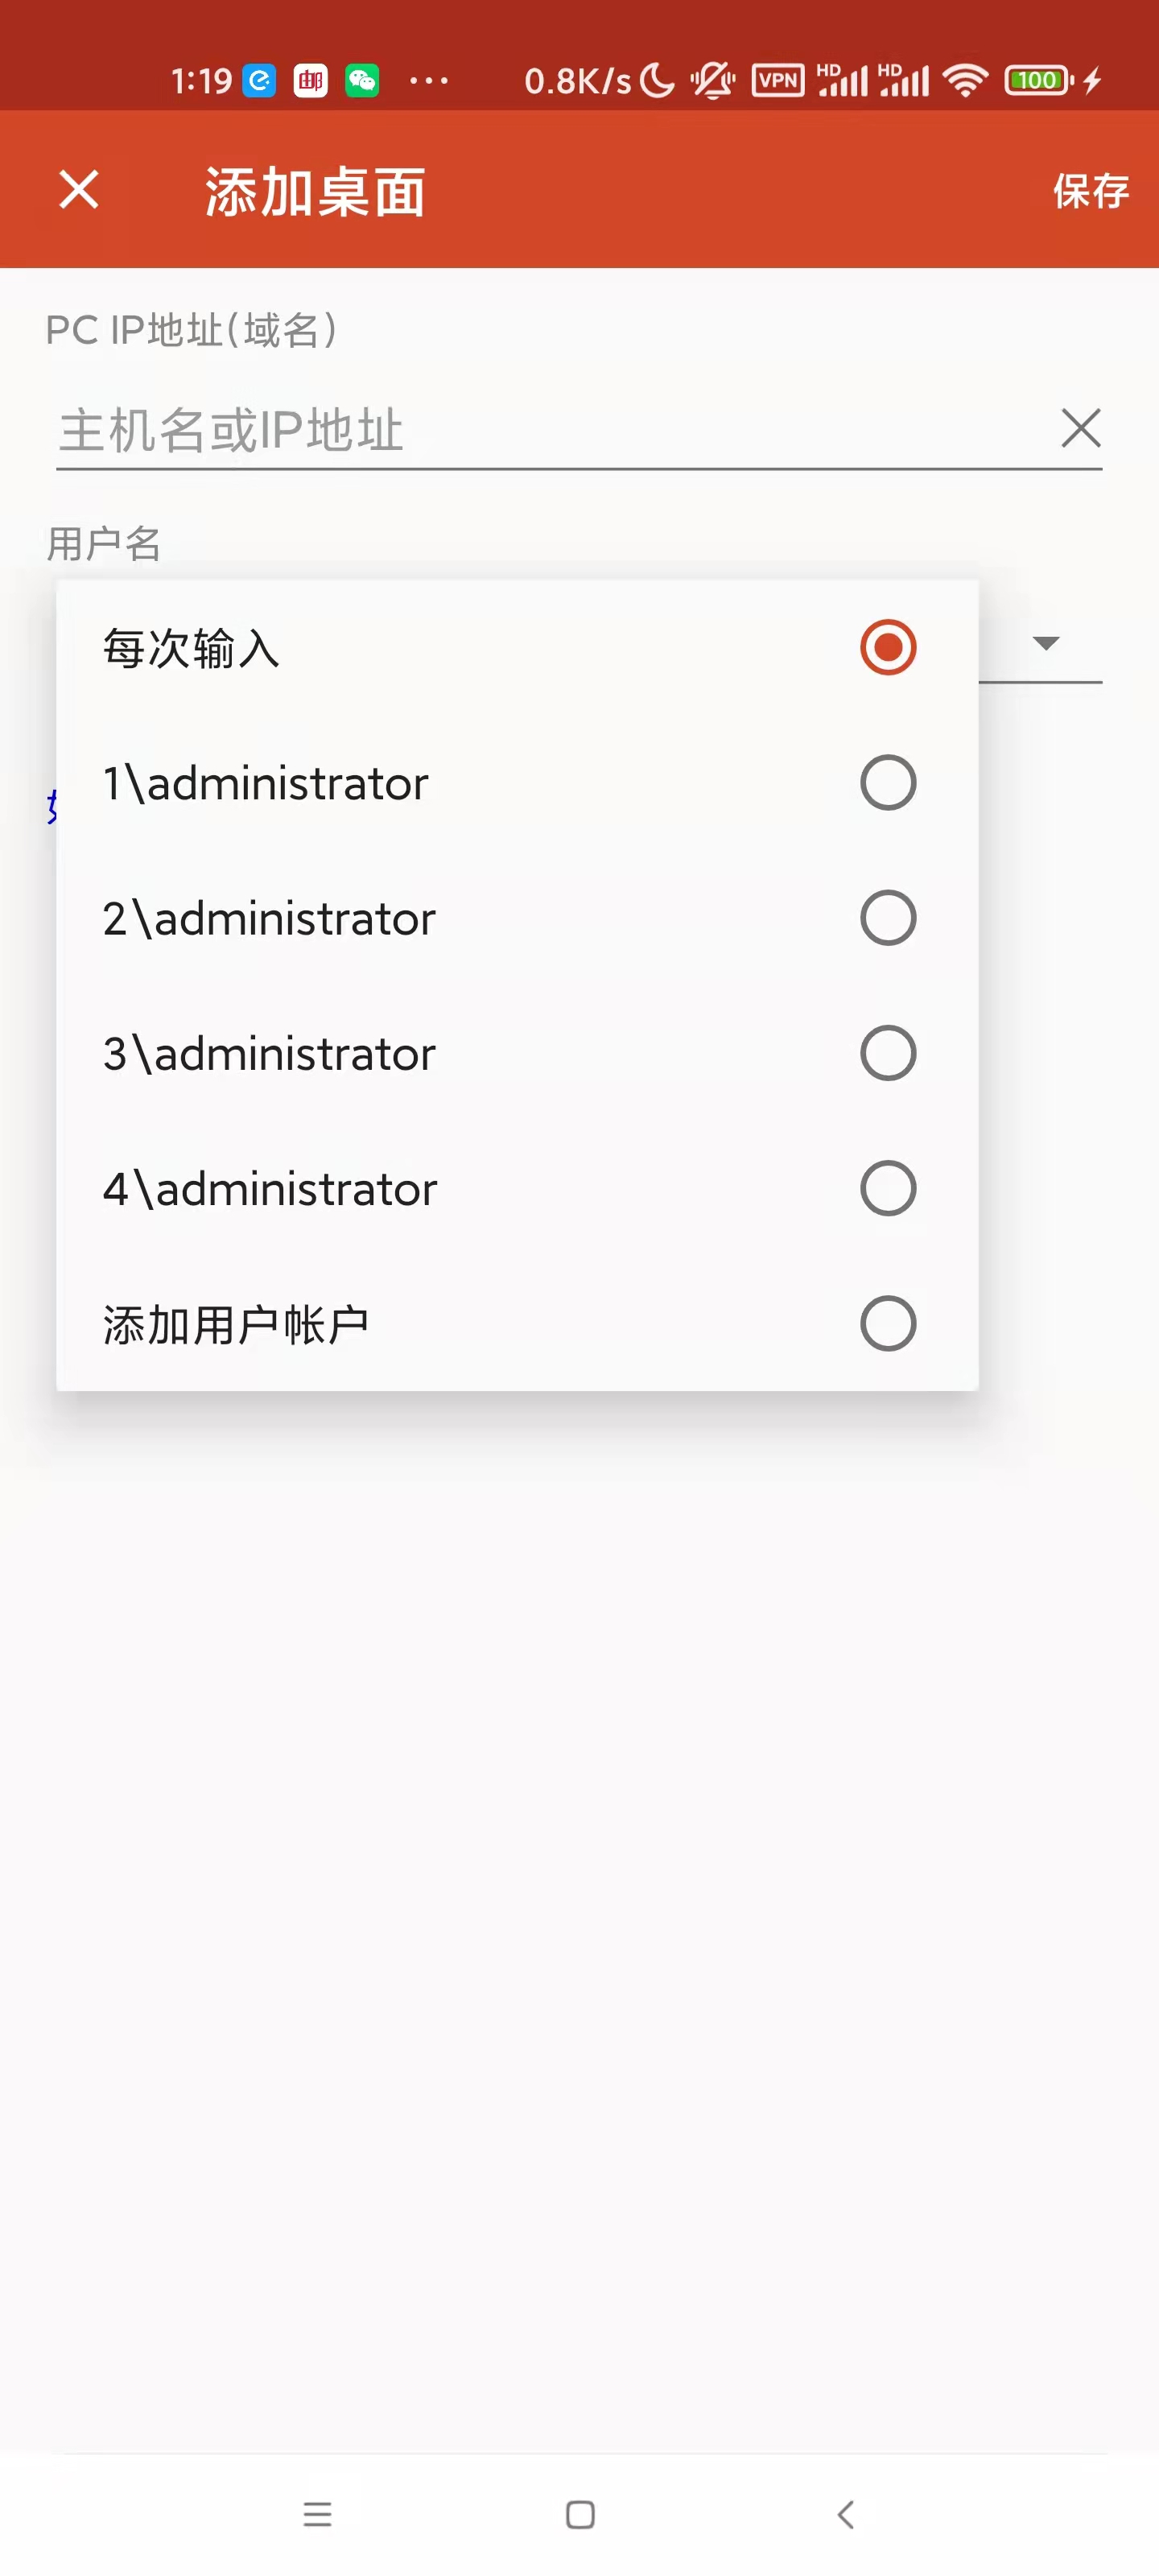 1:19 邮 ... 0.8K/s VPN HD HD 100
添加桌面 保存
PC IP地址(域名)
主机名或IP地址
用户名
每次输入
1\administrator
2\administrator
3\administrator
4\administrator
添加用户帐户